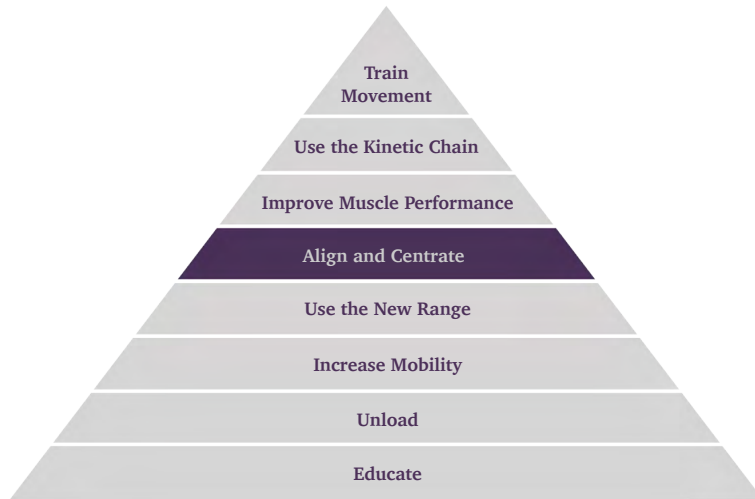 Train
Movement
Use the Kinetic Chain
Improve Muscle Performance
Align and Centrate
Use the New Range
Increase Mobility
Unload
Educate